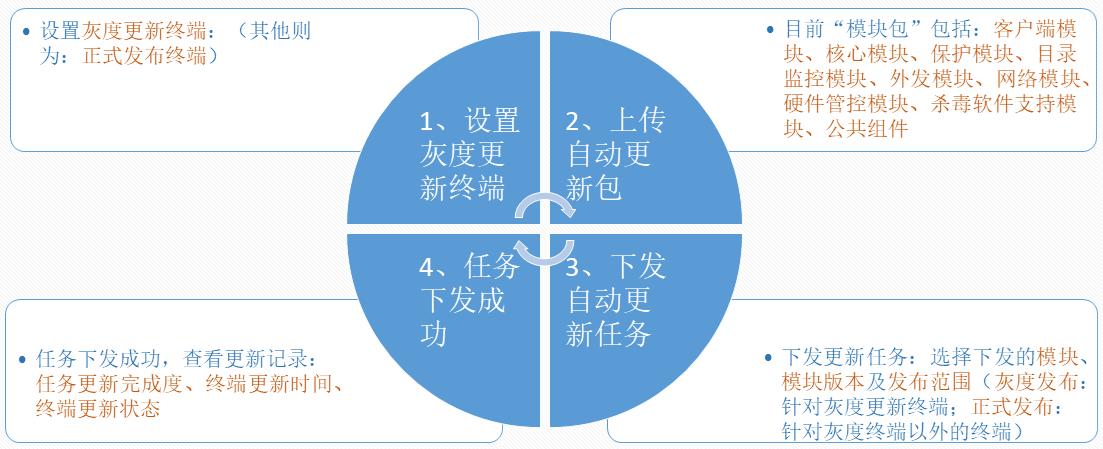 设置灰度更新终端：（其他则
为：正式发布终端）
目前“模块包”包括：客户端模
块、核心模块、保护模块、目录
监控模块、外发模块、网络模块、
硬件管控模块、杀毒软件支持模
块、公共组件
1、设置
灰度更
新终端
2、上传
自动更
新包
3、下发
自动更
新任务
4、任务
下发成
功
下发更新任务：选择下发的模块、
模块版本及发布范围（灰度发布：
针对灰度更新终端；正式发布：
针对灰度终端以外的终端）
任务下发成功，查看更新记录：
任务更新完成度、终端更新时间、
终端更新状态